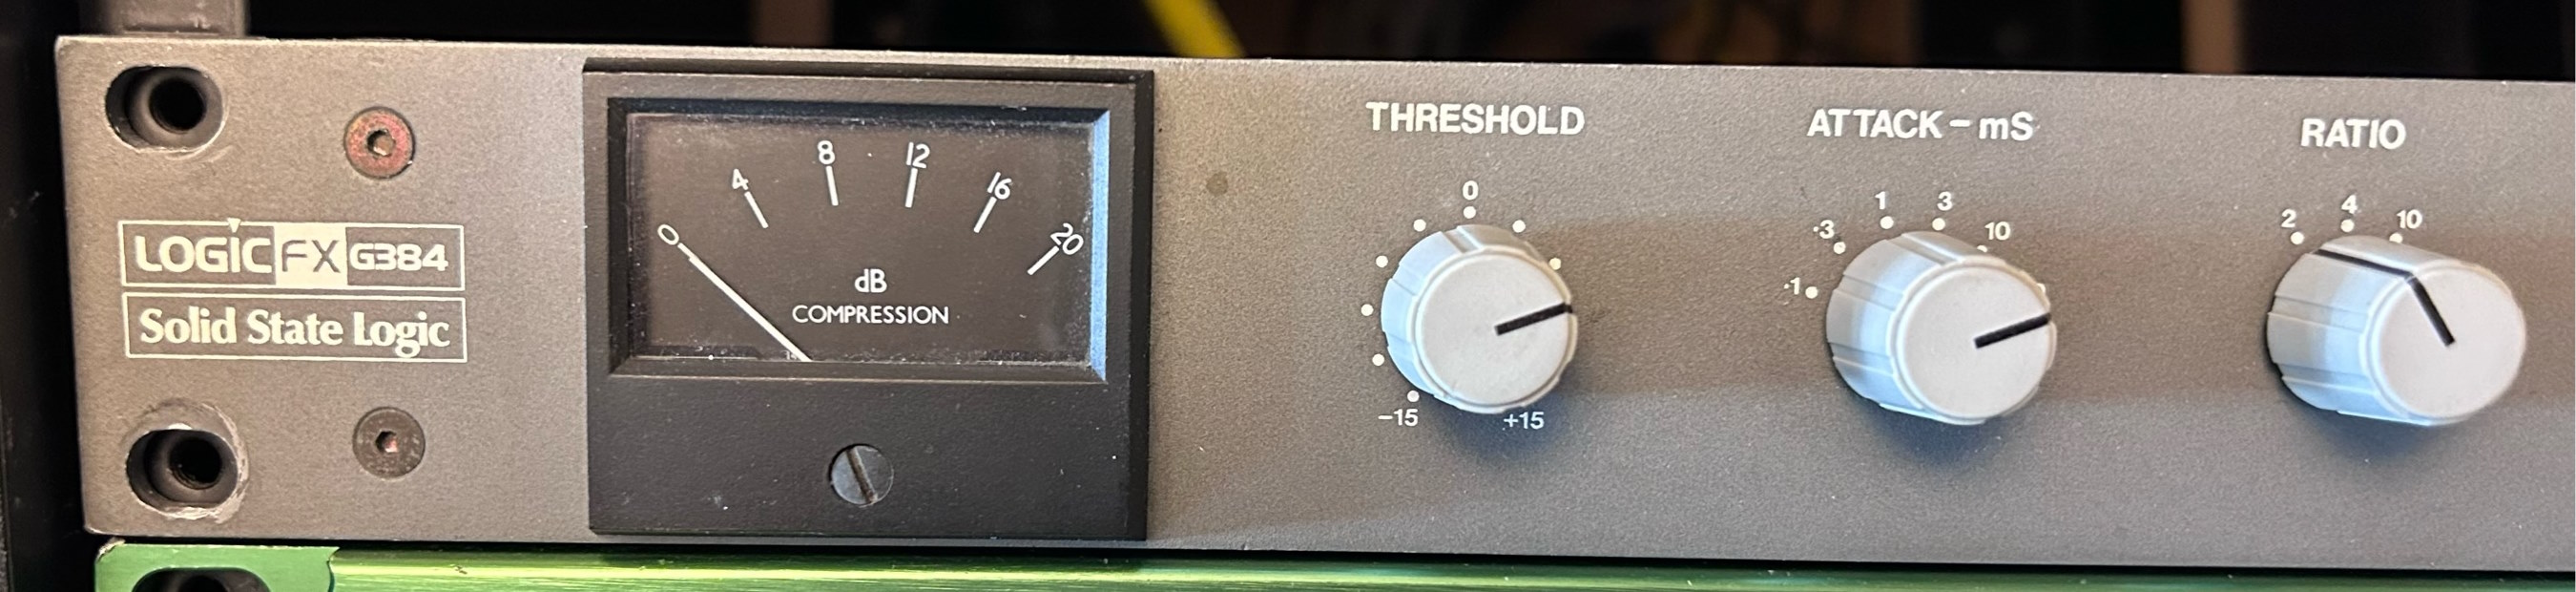 LOGIC FX G384
Solid State Logic
0 4 8 12 16 20
dB
COMPRESSION
THRESHOLD
0
-15 +15
ATTACK - mS
·1 ·3 1 3 10
RATIO
2 4 10